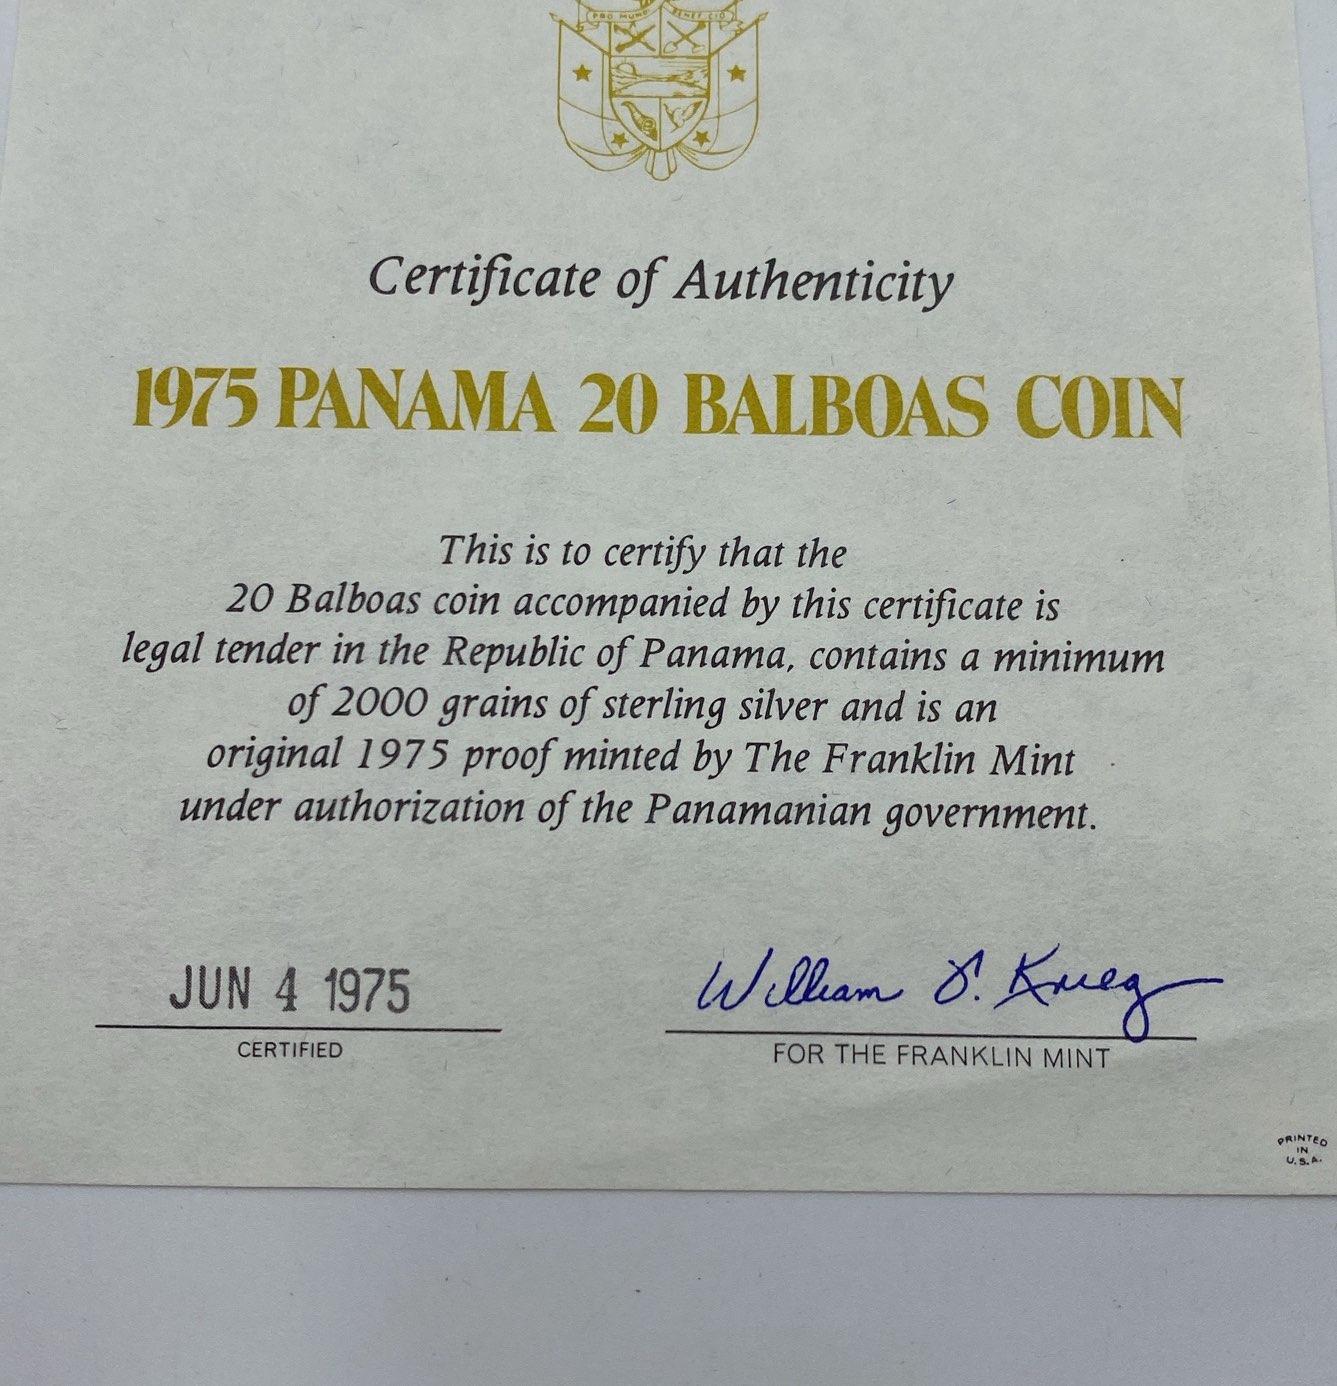 PRO MUNDI BENEFICIO
Certificate of Authenticity
1975 PANAMA 20 BALBOAS COIN
This is to certify that the
20 Balboas coin accompanied by this certificate is
legal tender in the Republic of Panama, contains a minimum
of 2000 grains of sterling silver and is an
original 1975 proof minted by The Franklin Mint
under authorization of the Panamanian government.
JUN 4 1975
CERTIFIED
William S. Krieg
FOR THE FRANKLIN MINT
PRINTED
IN
U.S.A.